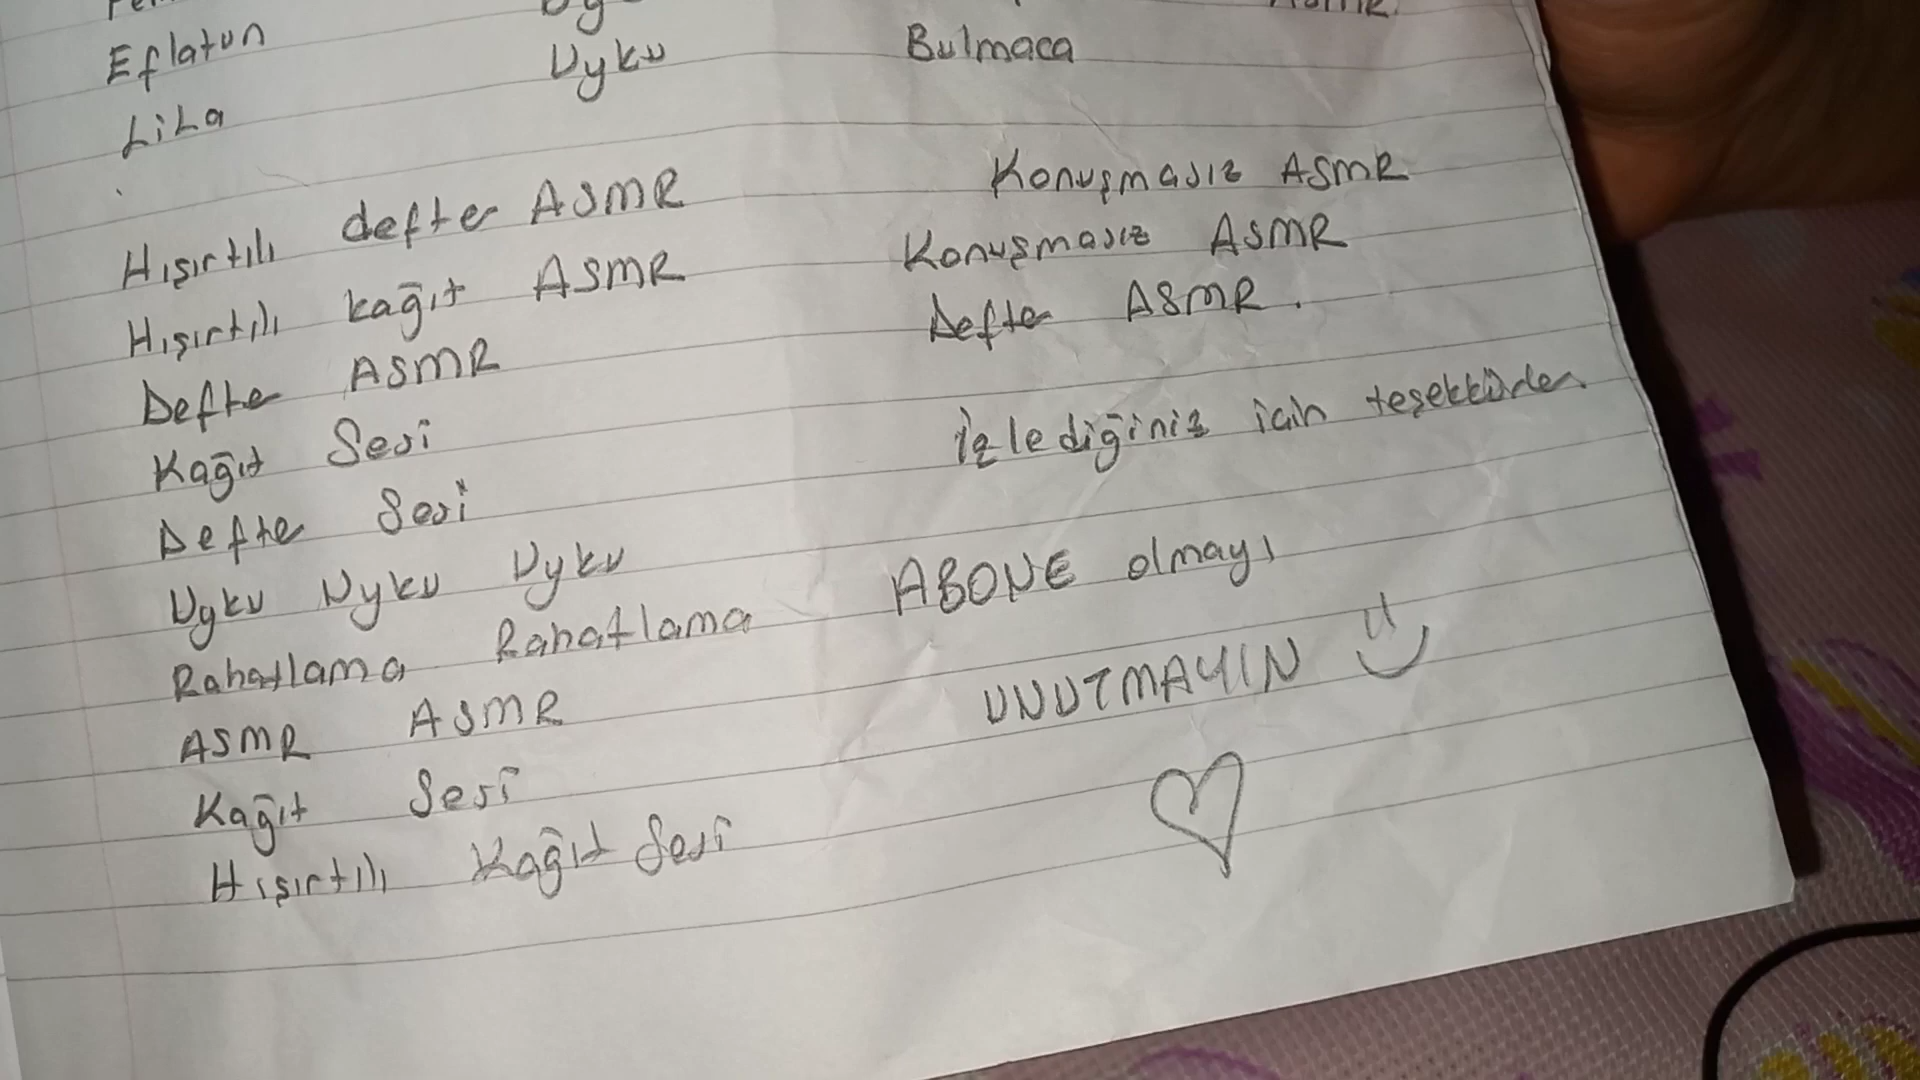 Eflatun
Uyku
Bulmaca
LiLa
Hışırtılı defter ASMR
Hışırtılı kağıt ASMR
Defter ASMR
Kağıt Sesi
Defter Sesi
Uyku Uyku Uyku
Rahatlama Rahatlama
ASMR ASMR
Kağıt Sesi
Hışırtılı Kağıt Sesi
Konuşmasız ASMR
Konuşmasız ASMR
Defter ASMR.
İzlediğiniz için teşekkürler
ABONE olmayı
UNUTMAYIN